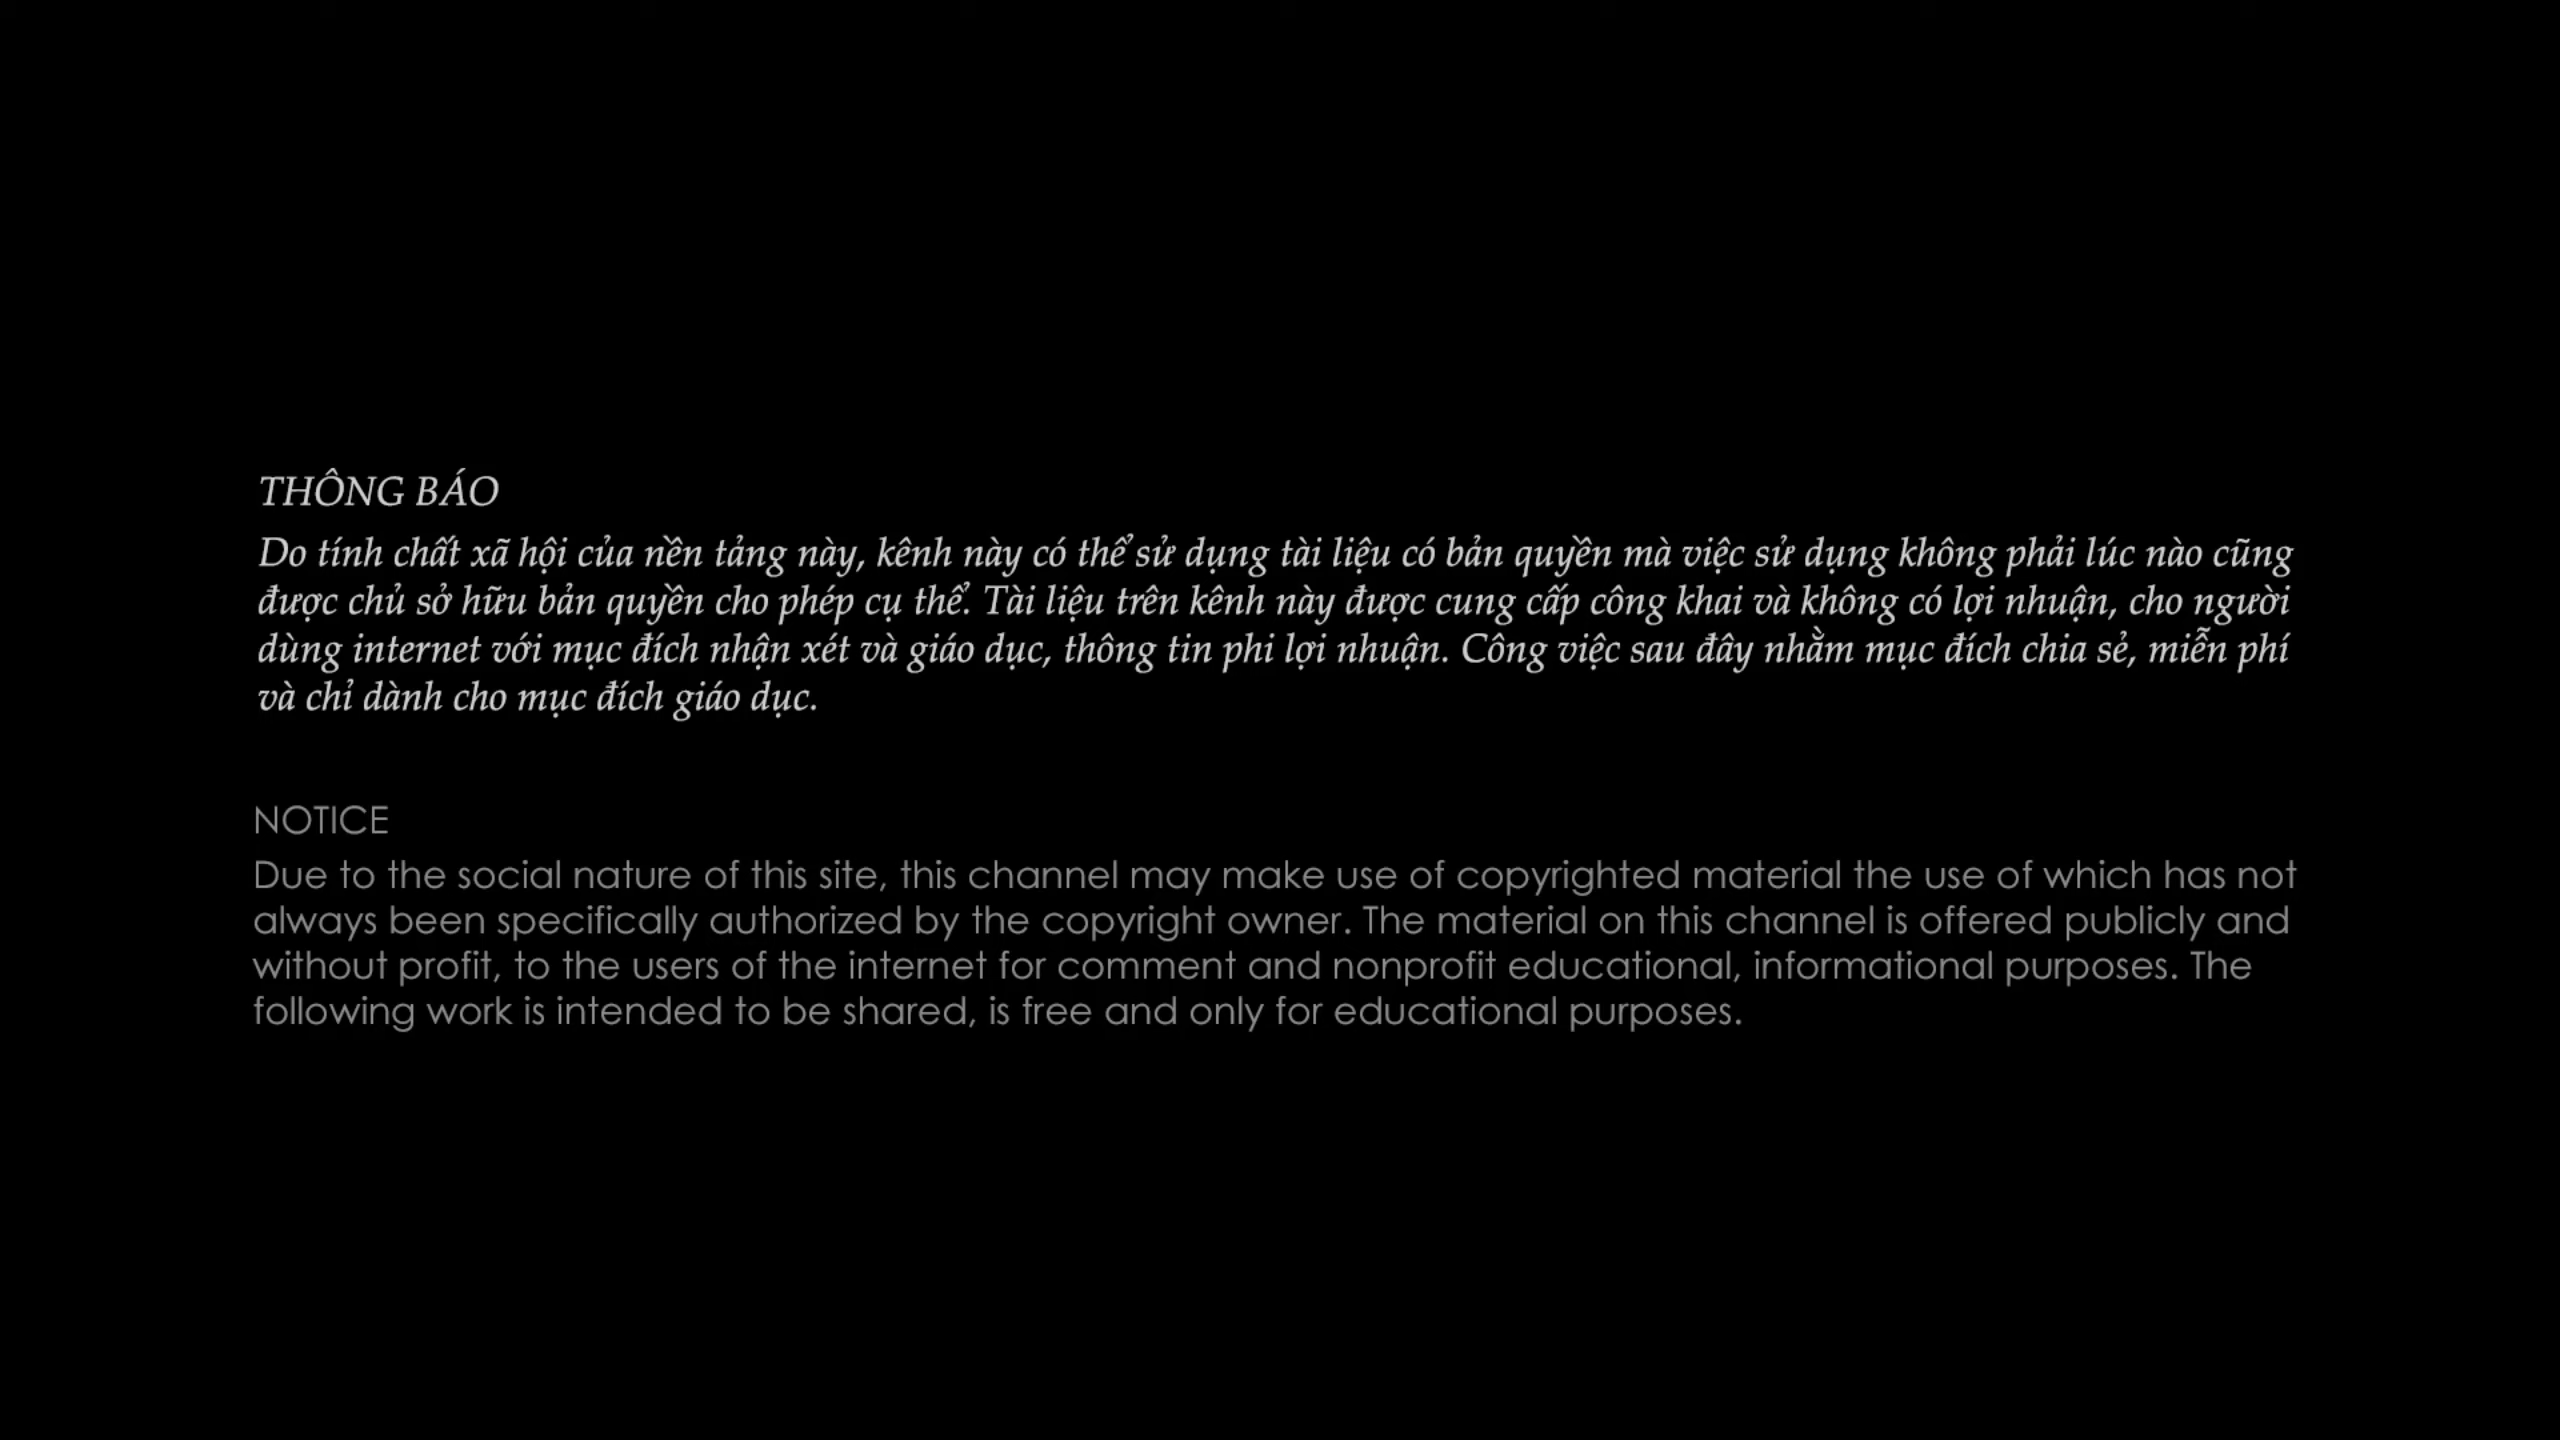 THÔNG BÁO
Do tính chất xã hội của nền tảng này, kênh này có thể sử dụng tài liệu có bản quyền mà việc sử dụng không phải lúc nào cũng
được chủ sở hữu bản quyền cho phép cụ thể. Tài liệu trên kênh này được cung cấp công khai và không có lợi nhuận, cho người
dùng internet với mục đích nhận xét và giáo dục, thông tin phi lợi nhuận. Công việc sau đây nhằm mục đích chia sẻ, miễn phí
và chỉ dành cho mục đích giáo dục.
NOTICE
Due to the social nature of this site, this channel may make use of copyrighted material the use of which has not
always been specifically authorized by the copyright owner. The material on this channel is offered publicly and
without profit, to the users of the internet for comment and nonprofit educational, informational purposes. The
following work is intended to be shared, is free and only for educational purposes.